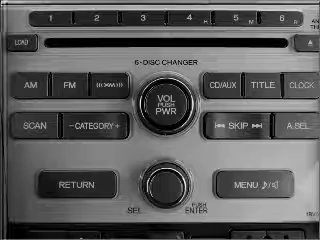 1 2 3 4 R 5 M 6
LOAD
6-DISC CHANGER
AM FM XM VOL PUSH PWR CD/AUX TITLE CLOCK
SCAN −CATEGORY+ SKIP A.SEL
RETURN MENU
SEL PUSH ENTER